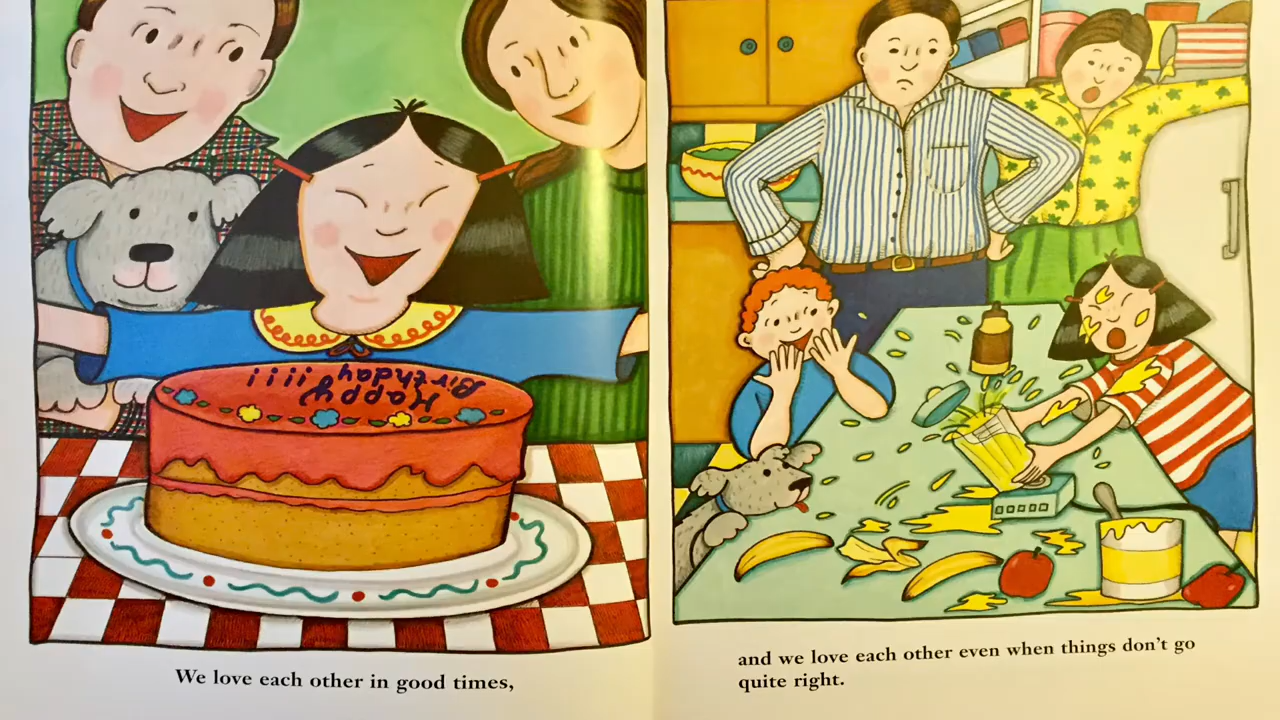 Happy
Birthday!!!!
We love each other in good times,
and we love each other even when things don't go
quite right.